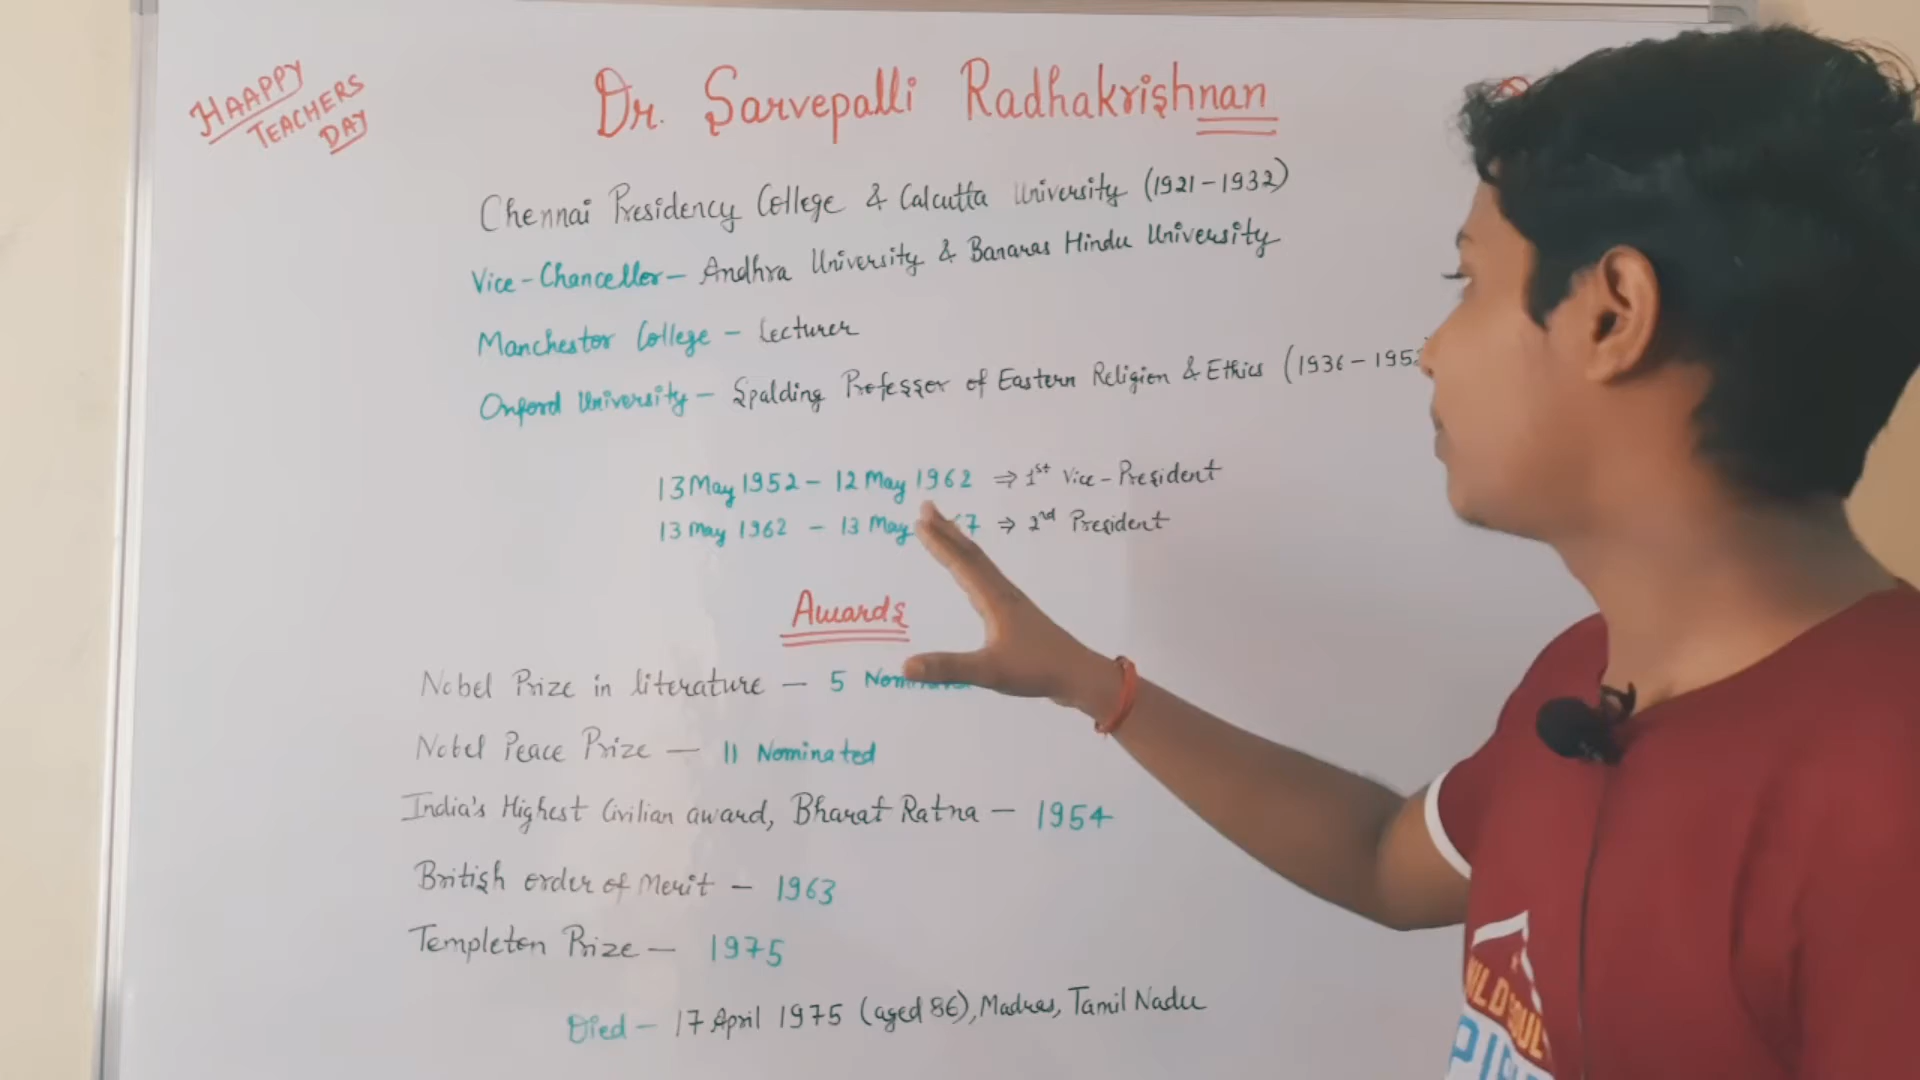 HAAPPY
TEACHERS
DAY
Dr. Sarvepalli Radhakrishnan
Chennai Presidency College & Calcutta University (1921-1932)
Vice-Chancellor- Andhra University & Banaras Hindu University
Manchester College - Lecturer
Oxford University - Spalding Professor of Eastern Religion & Ethics (1936-195
13 May 1952 - 12 May 1962 ⇒ 1st Vice-President
13 May 1962 - 13 May 7 ⇒ 2nd President
Awards
Nobel Prize in literature - 5
Nobel Peace Prize - 11 Nominated
India's Highest Civilian award, Bharat Ratna - 1954
British order of Merit - 1963
Templeton Prize - 1975
Died - 17 April 1975 (aged 86), Madras, Tamil Nadu